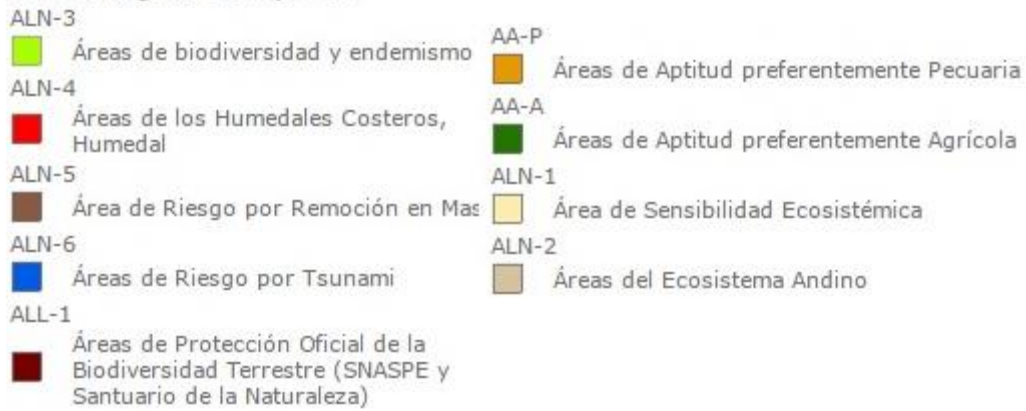 ALN-3
Áreas de biodiversidad y endemismo
ALN-4
Áreas de los Humedales Costeros,
Humedal
ALN-5
Área de Riesgo por Remoción en Mas
ALN-6
Áreas de Riesgo por Tsunami
ALL-1
Áreas de Protección Oficial de la
Biodiversidad Terrestre (SNASPE y
Santuario de la Naturaleza)
AA-P
Áreas de Aptitud preferentemente Pecuaria
AA-A
Áreas de Aptitud preferentemente Agrícola
ALN-1
Área de Sensibilidad Ecosistémica
ALN-2
Áreas del Ecosistema Andino